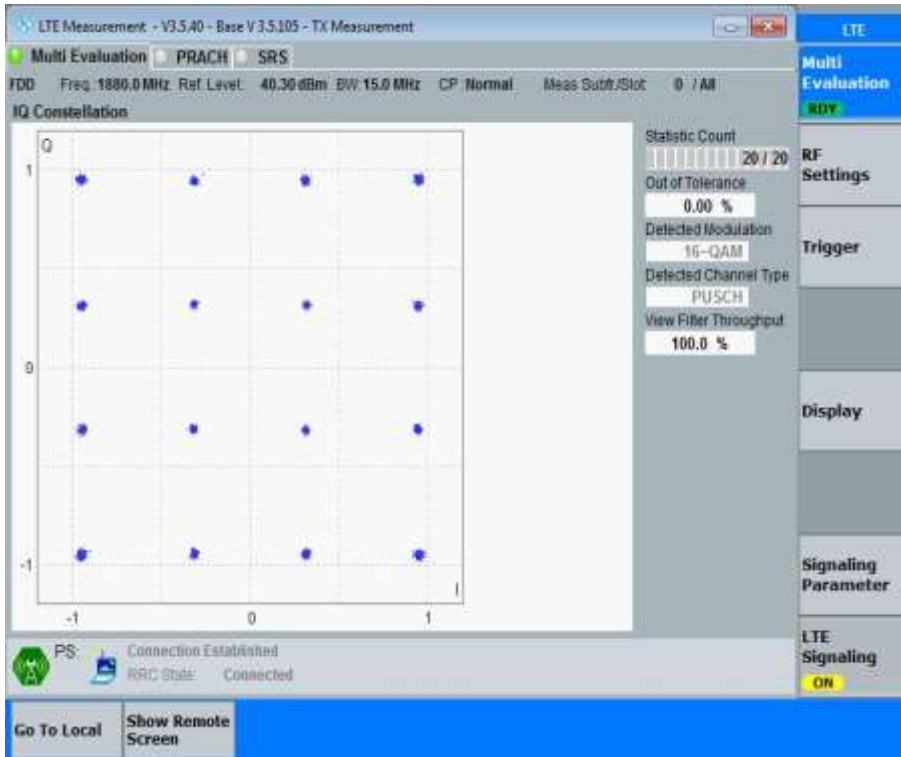 LTE Measurement - V3.5.40 - Base V 3.5.105 - TX Measurement
LTE
Multi Evaluation PRACH SRS
Multi Evaluation
RDY
FDD Freq.:1880.0 MHz Ref. Level: 40.30 dBm BW:15.0 MHz CP:Normal Meas Subfr./Slot: 0 / All
IQ Constellation
Q
1
0
-1
-1 0 1
I
Statistic Count
20 / 20
Out of Tolerance
0.00 %
Detected Modulation
16-QAM
Detected Channel Type
PUSCH
View Filter Throughput
100.0 %
RF
Settings
Trigger
Display
Signaling
Parameter
LTE
Signaling
ON
PS: Connection Established
RRC State: Connected
Go To Local
Show Remote
Screen